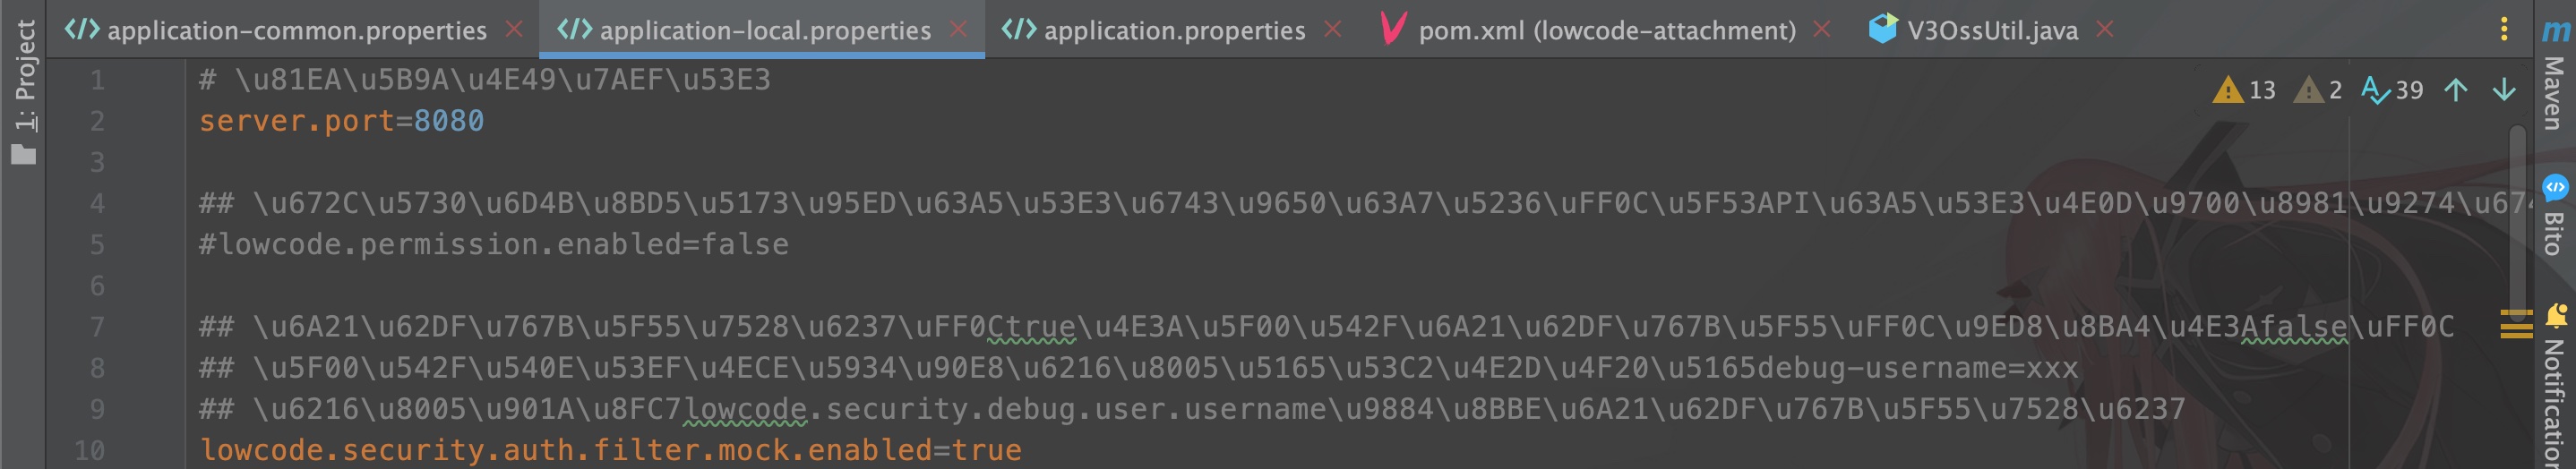 1: Project
application-common.properties
application-local.properties
application.properties
pom.xml (lowcode-attachment)
V3OssUtil.java
m
Maven
Bito
13
2
39
1 # \u81EA\u5B9A\u4E49\u7AEF\u53E3
2 server.port=8080
3
4 ## \u672C\u5730\u6D4B\u8BD5\u5173\u95ED\u63A5\u53E3\u6743\u9650\u63A7\u5236\uFF0C\u5F53API\u63A5\u53E3\u4E0D\u9700\u8981\u9274\u674
5 #lowcode.permission.enabled=false
6
7 ## \u6A21\u62DF\u767B\u5F55\u7528\u6237\uFF0Ctrue\u4E3A\u5F00\u542F\u6A21\u62DF\u767B\u5F55\uFF0C\u9ED8\u8BA4\u4E3Afalse\uFF0C
8 ## \u5F00\u542F\u540E\u53EF\u4ECE\u5934\u90E8\u6216\u8005\u5165\u53C2\u4E2D\u4F20\u5165debug-username=xxx
9 ## \u6216\u8005\u901A\u8FC7lowcode.security.debug.user.username\u9884\u8BBE\u6A21\u62DF\u767B\u5F55\u7528\u6237
10 lowcode.security.auth.filter.mock.enabled=true